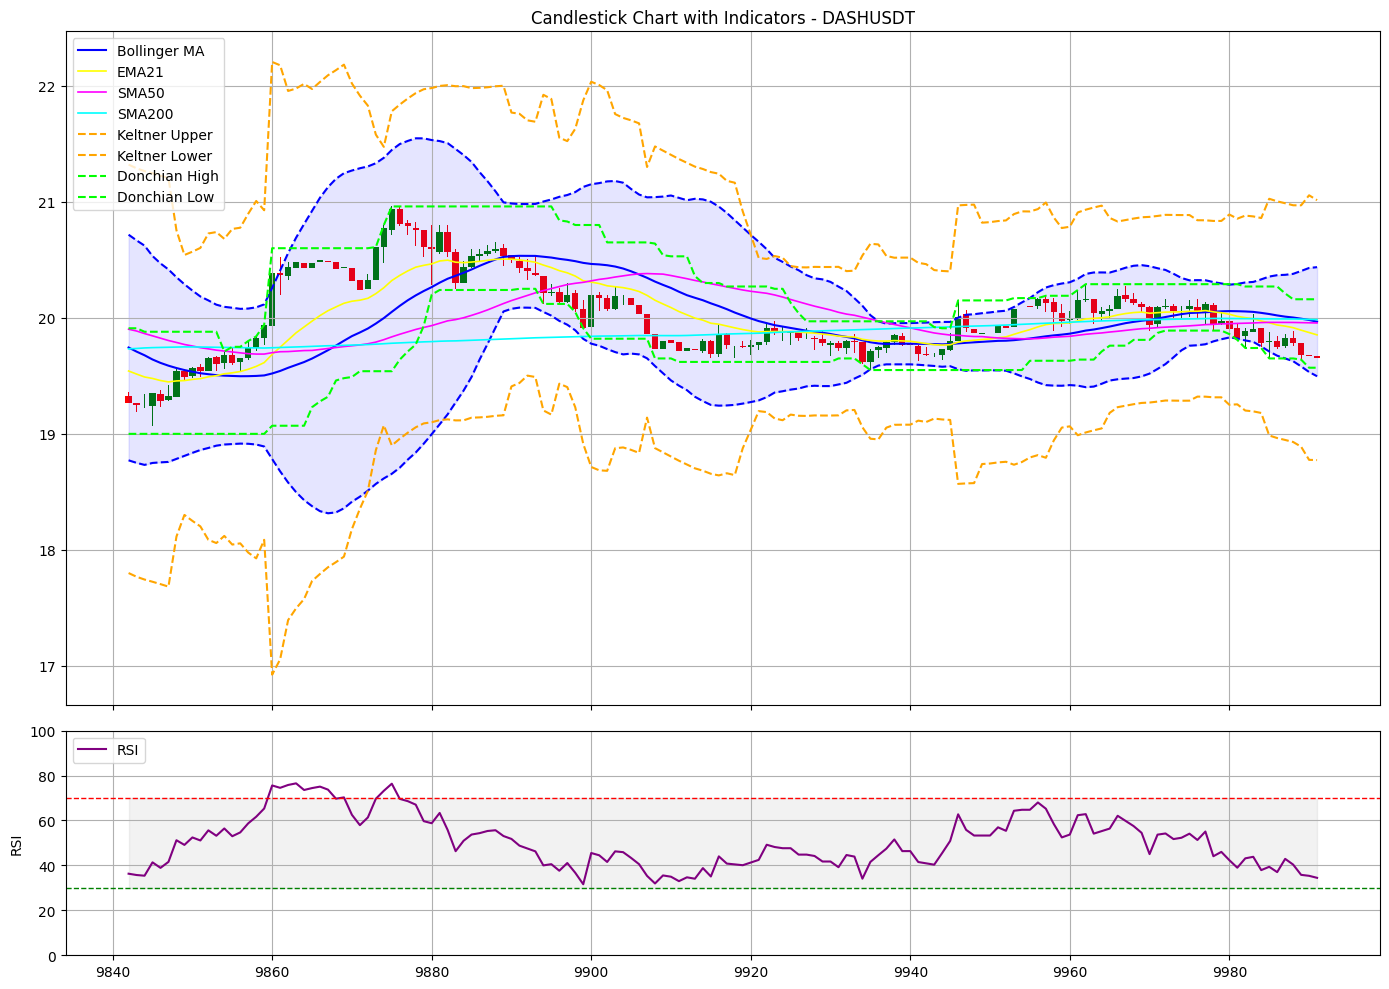 Candlestick Chart with Indicators - DASHUSDT
Bollinger MA
EMA21
SMA50
SMA200
Keltner Upper
Keltner Lower
Donchian High
Donchian Low
22
21
20
19
18
17
RSI
100
80
60
40
20
0
RSI
9840
9860
9880
9900
9920
9940
9960
9980